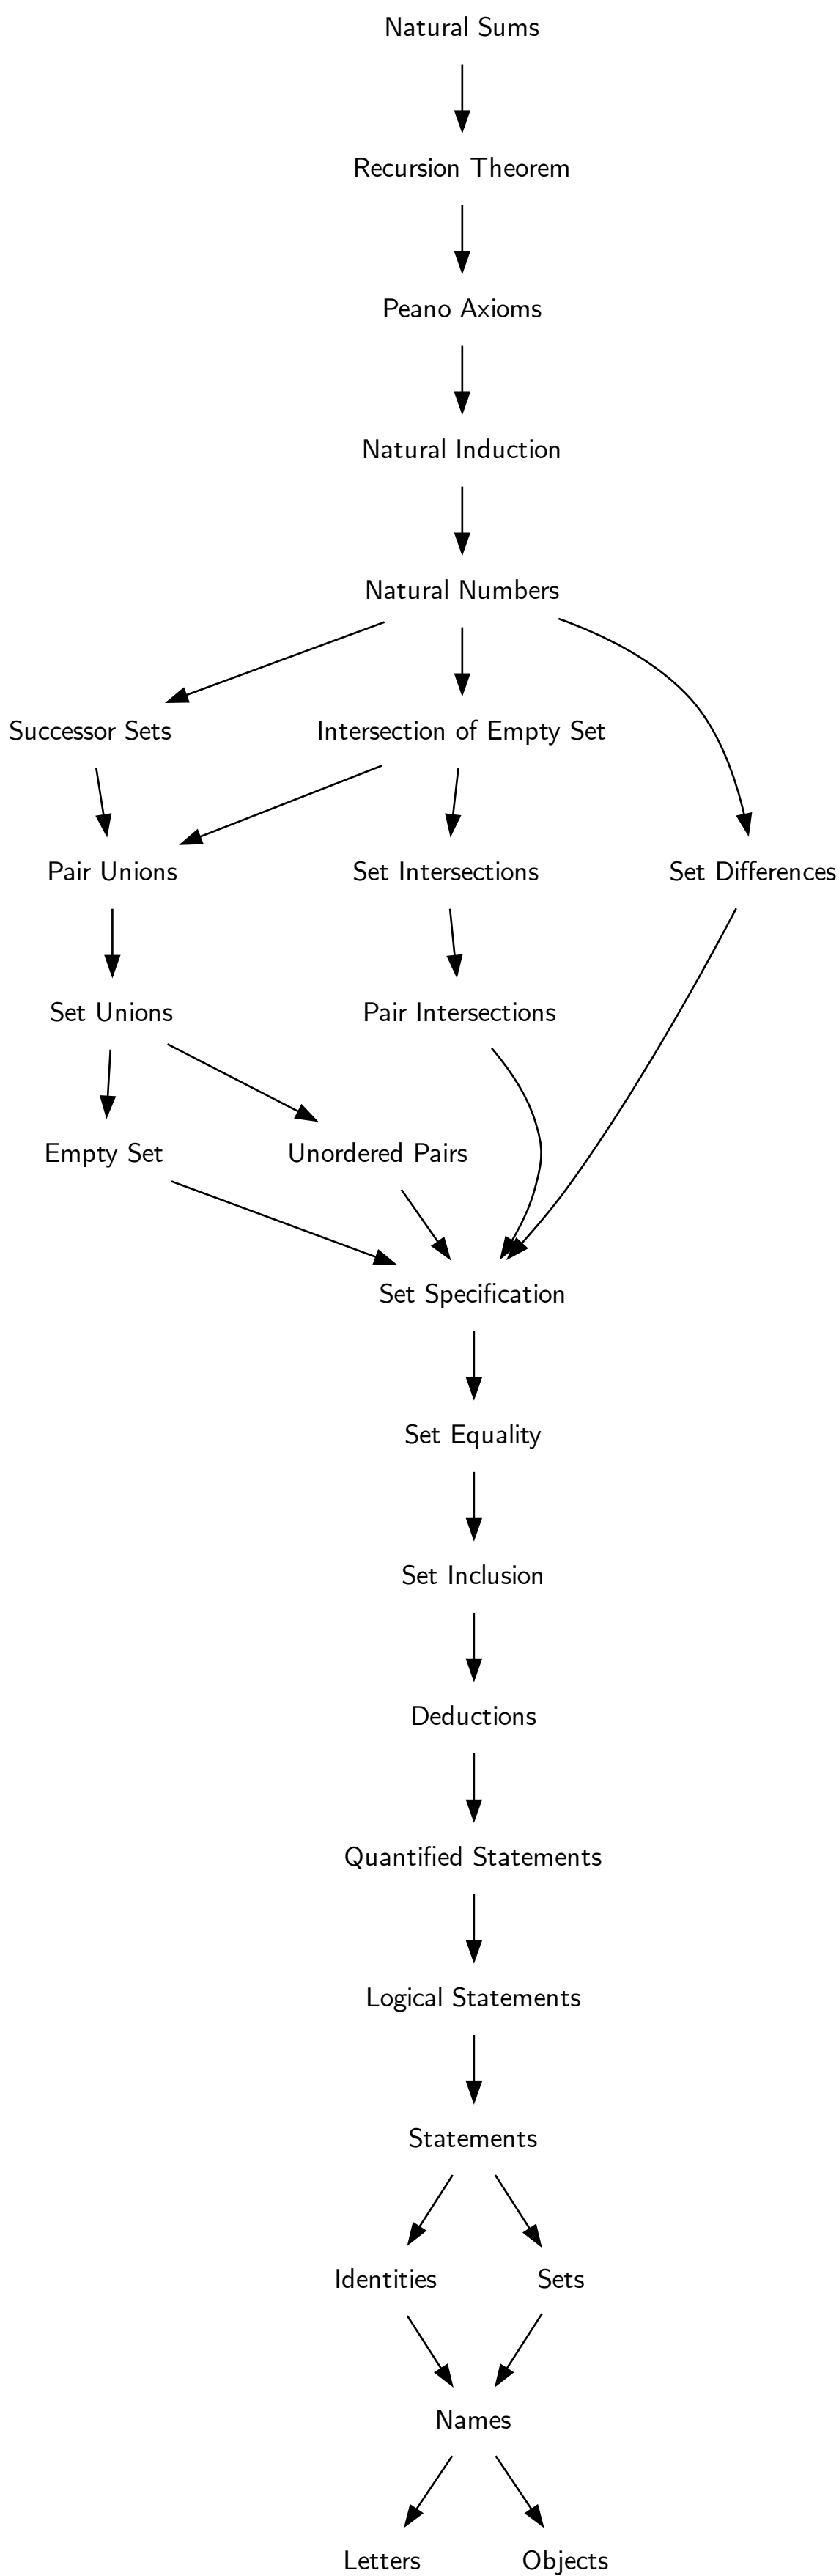 Natural Sums
Recursion Theorem
Peano Axioms
Natural Induction
Natural Numbers
Successor Sets
Intersection of Empty Set
Pair Unions
Set Intersections
Set Differences
Set Unions
Pair Intersections
Empty Set
Unordered Pairs
Set Specification
Set Equality
Set Inclusion
Deductions
Quantified Statements
Logical Statements
Statements
Identities
Sets
Names
Letters
Objects